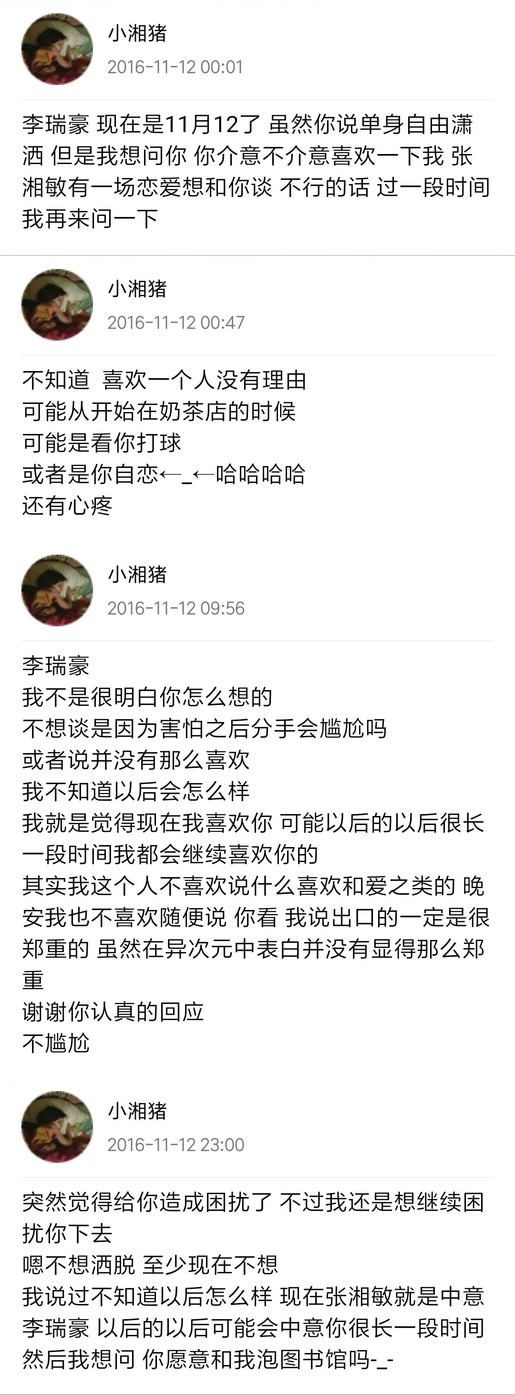 小湘猪
2016-11-12 00:01
李瑞豪 现在是11月12了 虽然你说单身自由潇
洒 但是我想问你 你介意不介意喜欢一下我 张
湘敏有一场恋爱想和你谈 不行的话 过一段时间
我再来问一下
小湘猪
2016-11-12 00:47
不知道 喜欢一个人没有理由
可能从开始在奶茶店的时候
可能是看你打球
或者是你自恋←_←哈哈哈哈
还有心疼
小湘猪
2016-11-12 09:56
李瑞豪
我不是很明白你怎么想的
不想谈是因为害怕之后分手会尴尬吗
或者说并没有那么喜欢
我不知道以后会怎么样
我就是觉得现在我喜欢你 可能以后的以后很长
一段时间我都会继续喜欢你的
其实我这个人不喜欢说什么喜欢和爱之类的 晚
安我也不喜欢随便说 你看 我说出口的一定是很
郑重的 虽然在异次元中表白并没有显得那么郑
重
谢谢你认真的回应
不尴尬
小湘猪
2016-11-12 23:00
突然觉得给你造成困扰了 不过我还是想继续困
扰你下去
嗯不想洒脱 至少现在不想
我说过不知道以后怎么样 现在张湘敏就是中意
李瑞豪 以后的以后可能会中意你很长一段时间
然后我想问 你愿意和我泡图书馆吗-_-